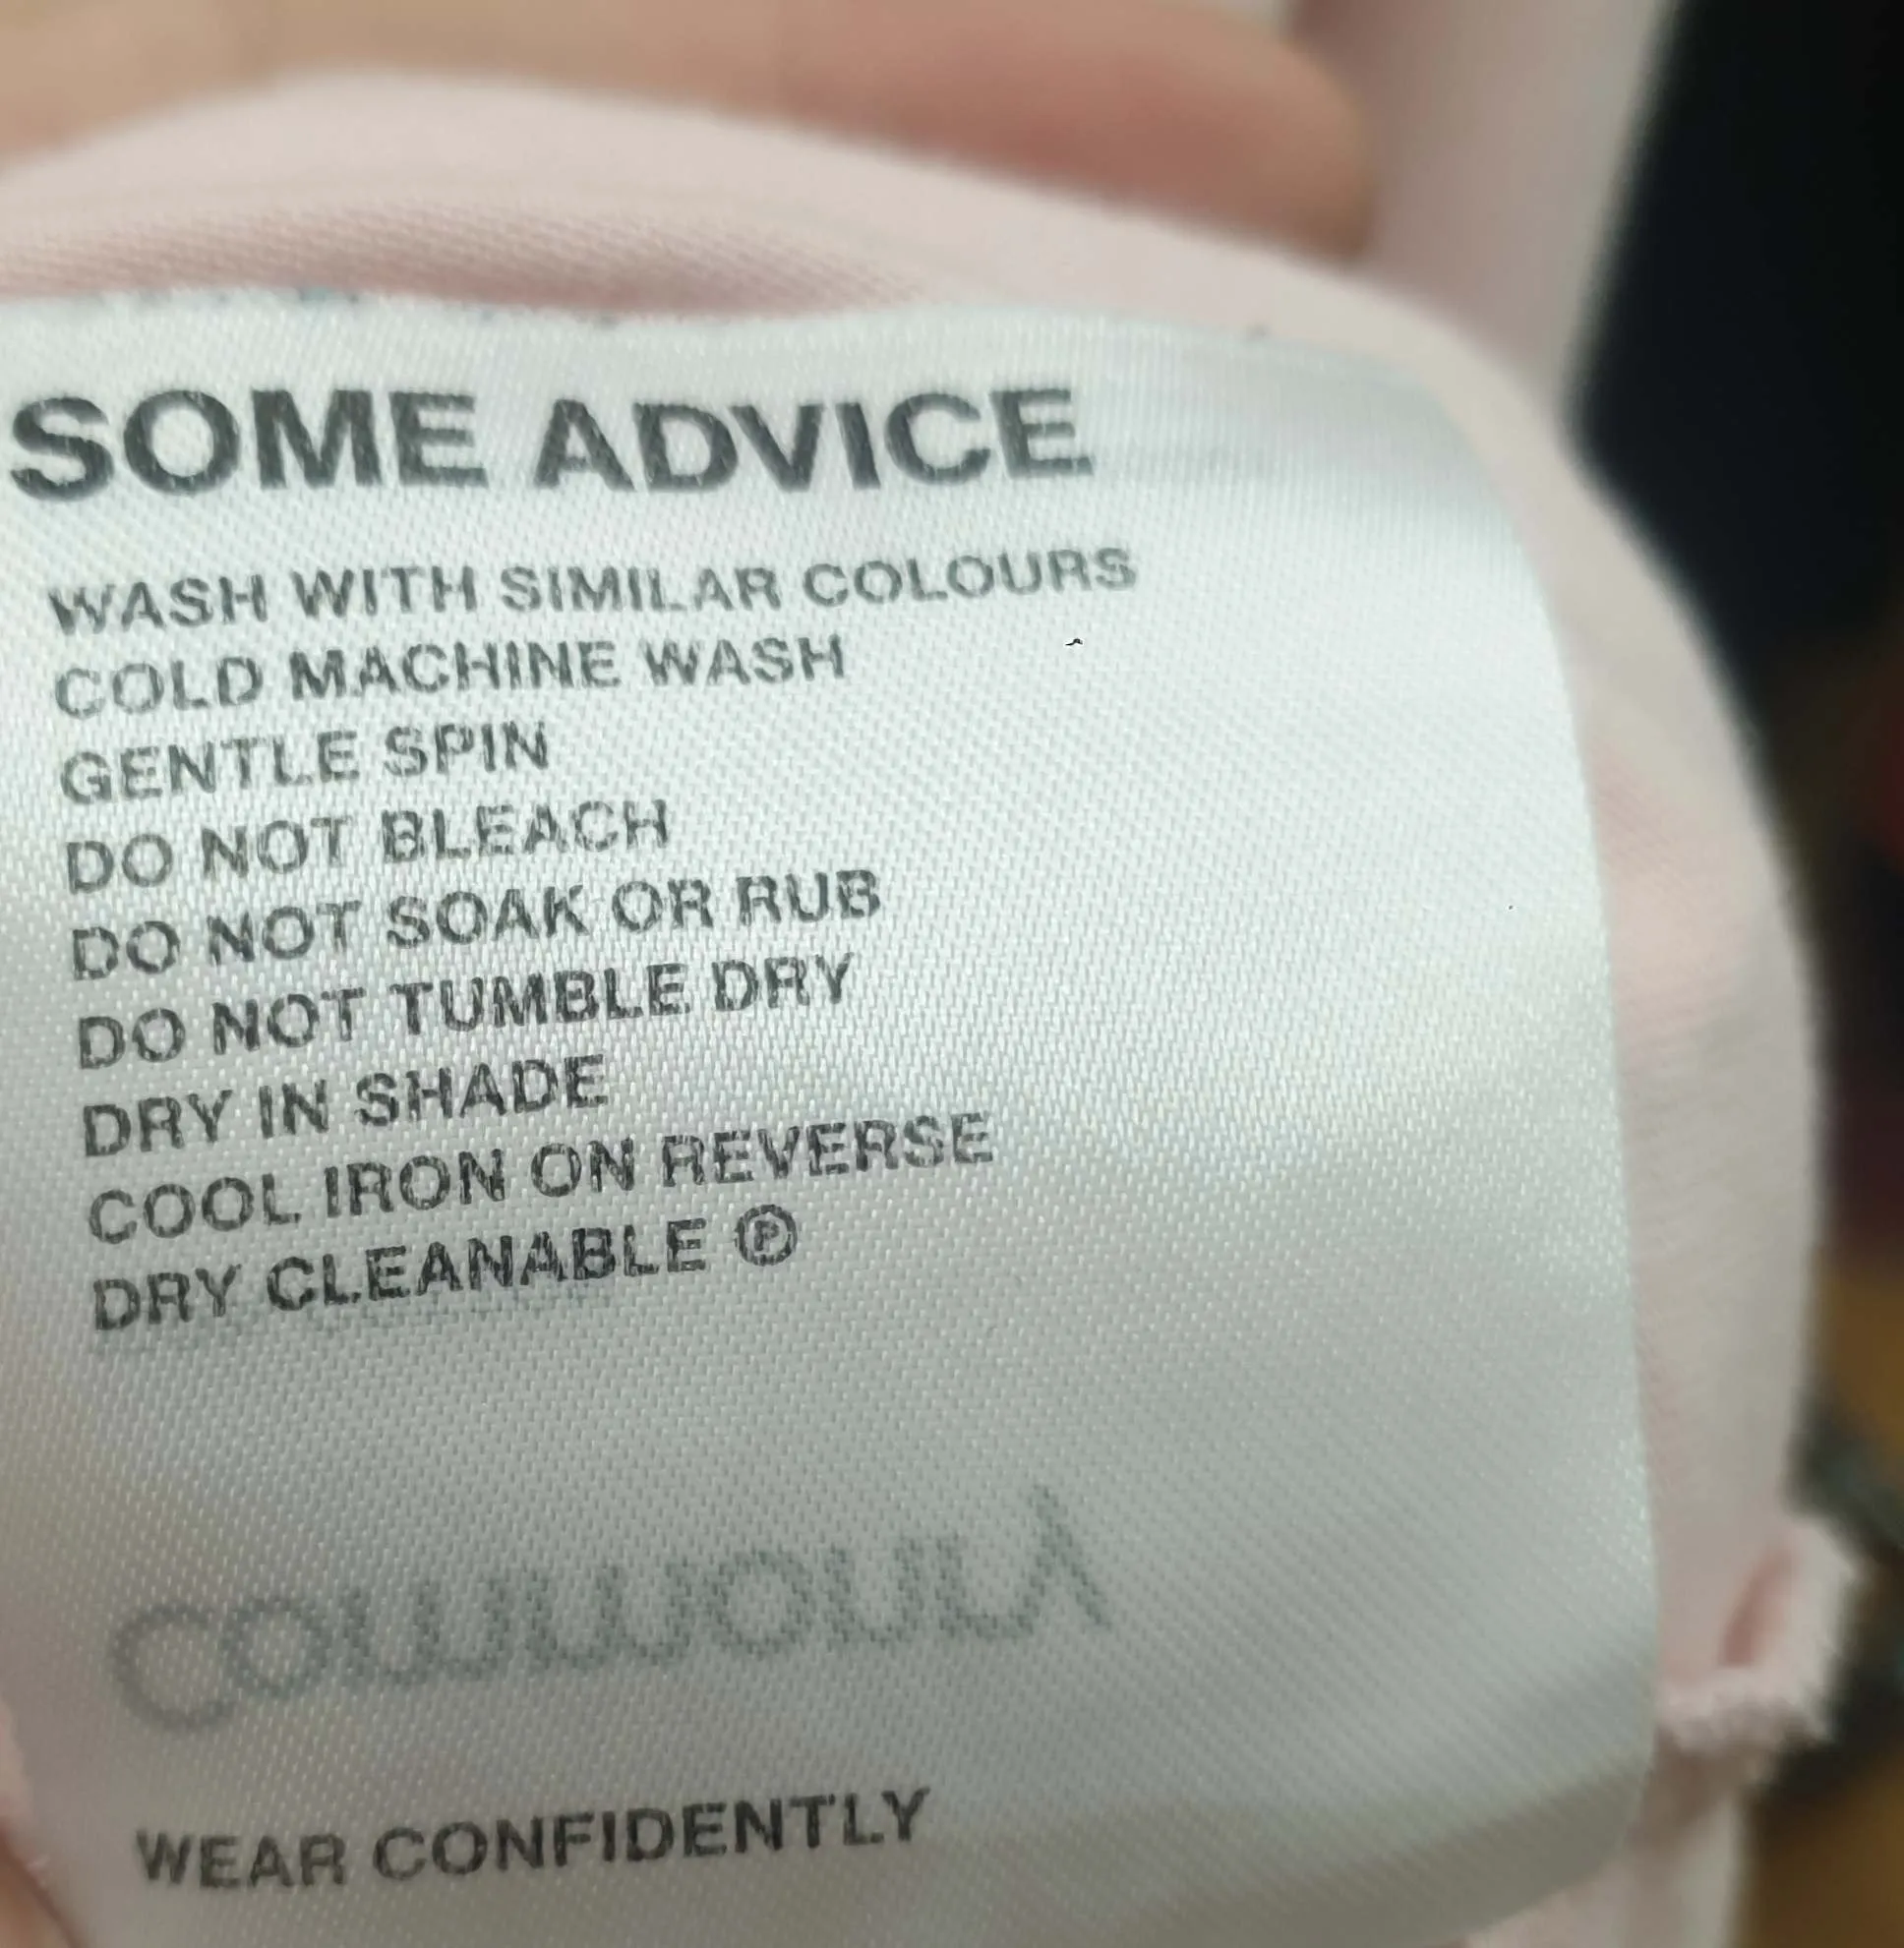 SOME ADVICE
WASH WITH SIMILAR COLOURS
COLD MACHINE WASH
GENTLE SPIN
DO NOT BLEACH
DO NOT SOAK OR RUB
DO NOT TUMBLE DRY
DRY IN SHADE
COOL IRON ON REVERSE
DRY CLEANABLE Ⓟ
WEAR CONFIDENTLY